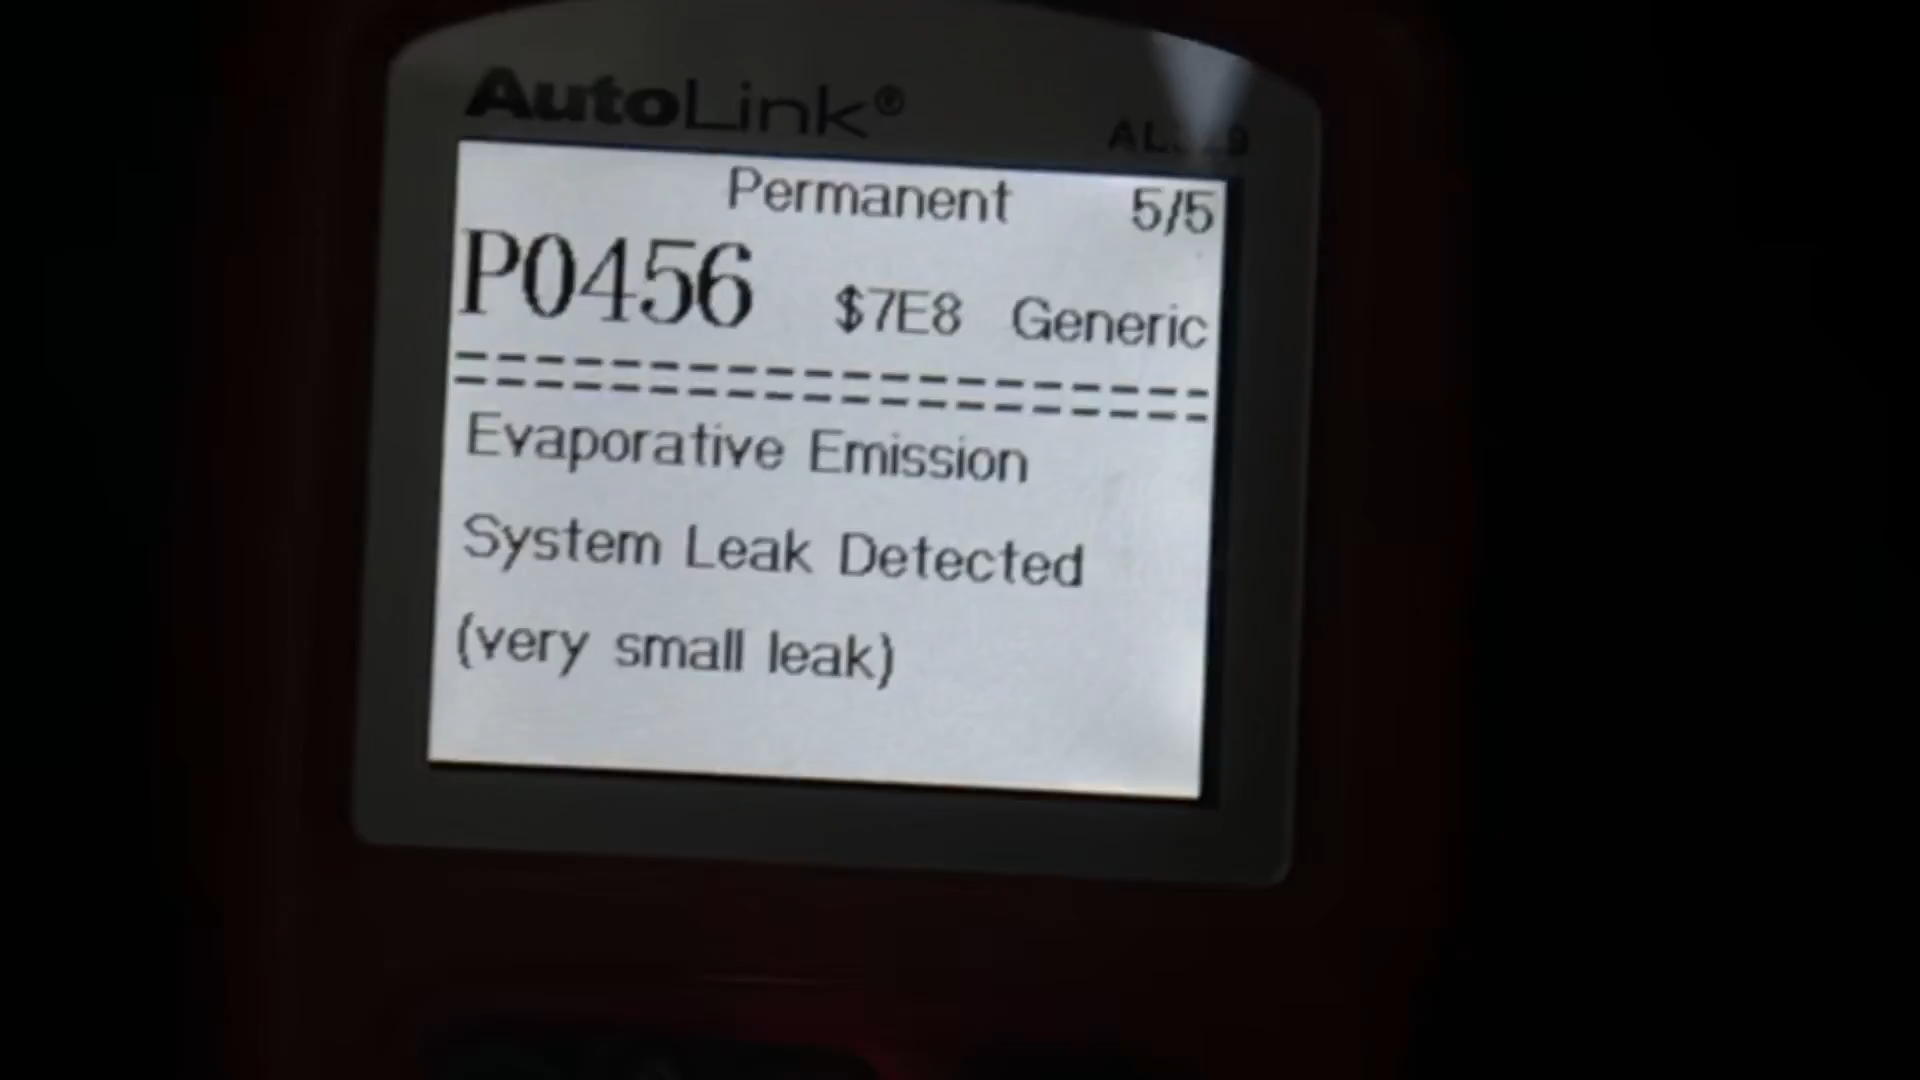 AutoLink®
Permanent 5/5
P0456 $7E8 Generic
Evaporative Emission
System Leak Detected
(very small leak)